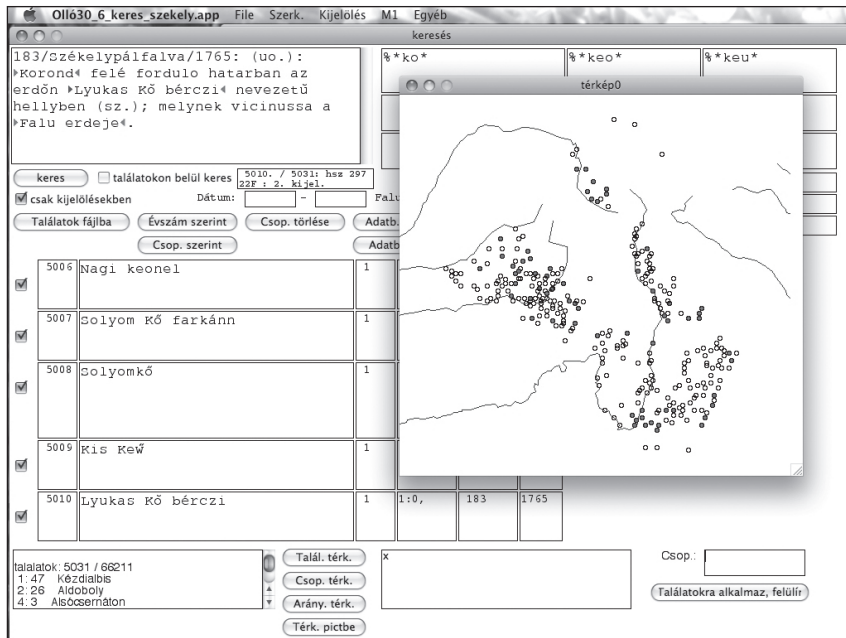 Olló30_6_keres_szekely.app File Szerk. Kijelölés M1 Egyéb
keresés
183/Székelypálfalva/1765: (uo.):
▸Korond◂ felé fordulo hatarban az
erdőn ▸Lyukas Kő bérczi◂ nevezetű
hellyben (sz.); melynek vicinussa a
▸Falu erdeje◂.
%*ko* %*keo* %*keu*
térkép0
keres találatokon belül keres 5010. / 5031: hsz 297
22F : 2. kijel.
csak kijelölésekben Dátum: - Falu
Találatok fájlba Évszám szerint Csop. törlése Adatb.
Csop. szerint Adatb
5006 Nagi keonel 1
5007 Solyom Kő farkánn 1
5008 Solyomkő 1
5009 Kis Kew̋ 1
5010 Lyukas Kő bérczi 1 1:0, 183 1765
talalatok: 5031 / 66211
1: 47 Kézdialbis
2: 26 Aldoboly
4: 3 Alsócsernáton
Talál. térk.
Csop. térk.
Arány. térk.
Térk. pictbe
x
Csop.:
Találatokra alkalmaz, felülír